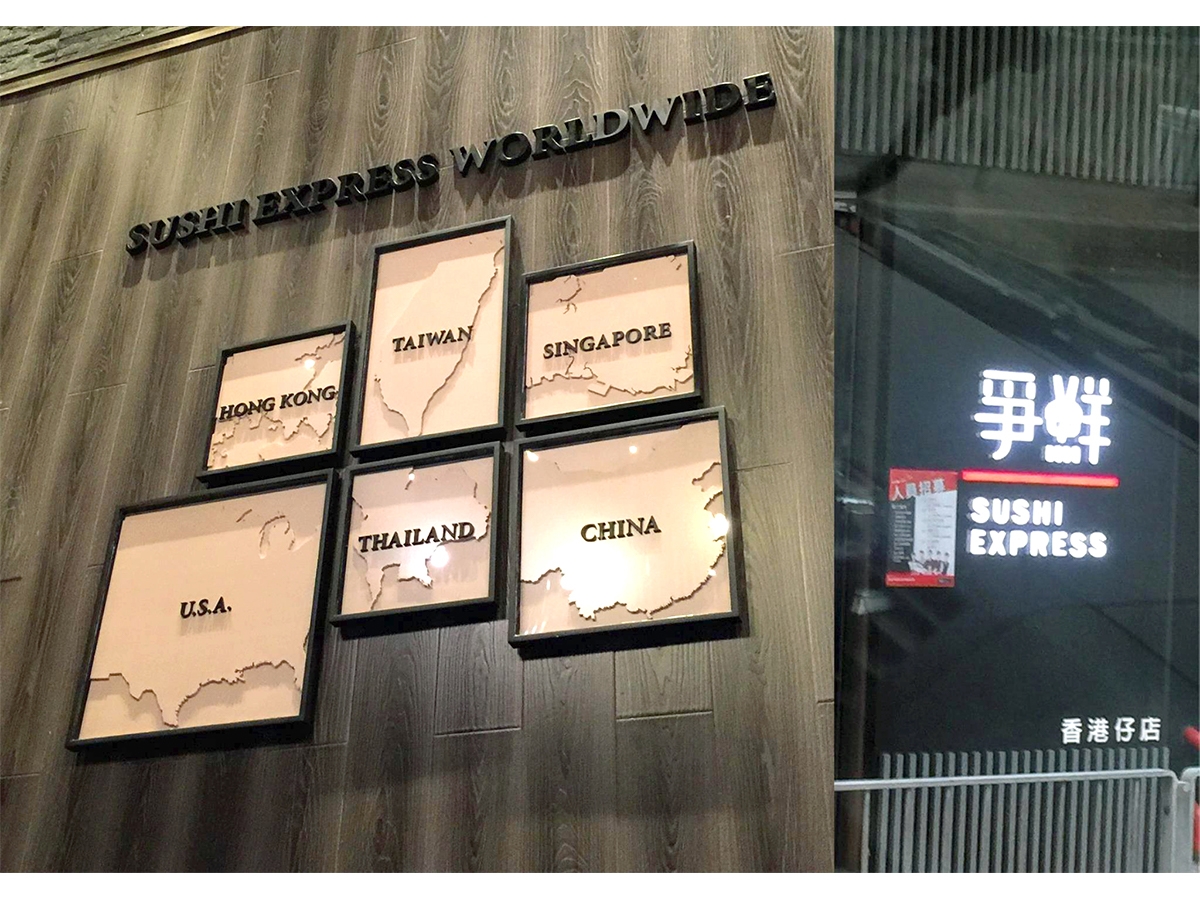 SUSHI EXPRESS WORLDWIDE
TAIWAN
SINGAPORE
HONG KONG
THAILAND
CHINA
U.S.A.
爭鮮
人員招募
SUSHI
EXPRESS
香港仔店